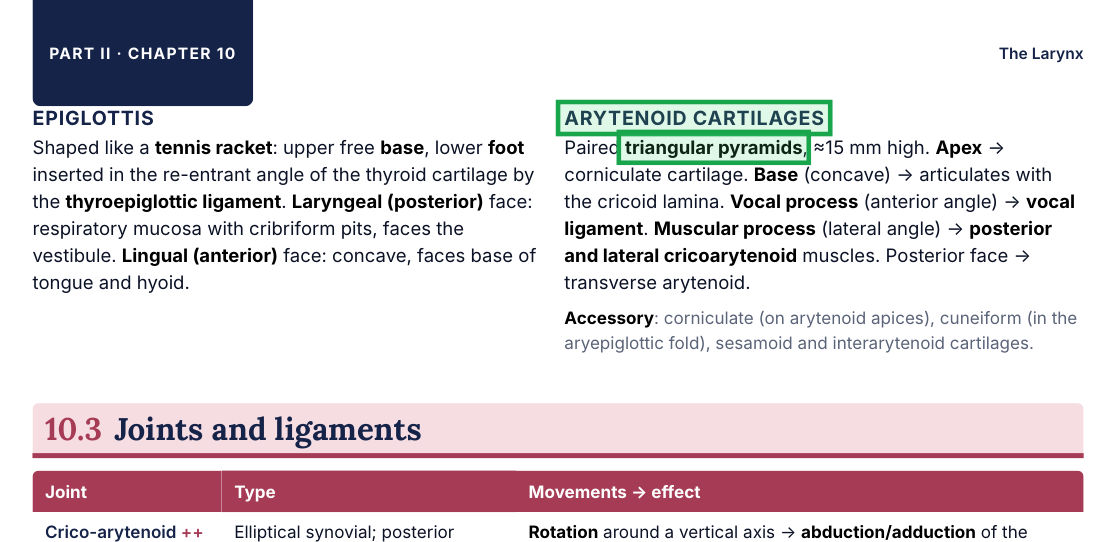 PART II · CHAPTER 10
The Larynx
EPIGLOTTIS
Shaped like a tennis racket: upper free base, lower foot
inserted in the re-entrant angle of the thyroid cartilage by
the thyroepiglottic ligament. Laryngeal (posterior) face:
respiratory mucosa with cribriform pits, faces the
vestibule. Lingual (anterior) face: concave, faces base of
tongue and hyoid.
ARYTENOID CARTILAGES
Paired triangular pyramids, ≈15 mm high. Apex →
corniculate cartilage. Base (concave) → articulates with
the cricoid lamina. Vocal process (anterior angle) → vocal
ligament. Muscular process (lateral angle) → posterior
and lateral cricoarytenoid muscles. Posterior face →
transverse arytenoid.
Accessory: corniculate (on arytenoid apices), cuneiform (in the
aryepiglottic fold), sesamoid and interarytenoid cartilages.
10.3 Joints and ligaments
Joint Type Movements → effect
Crico-arytenoid ++ Elliptical synovial; posterior Rotation around a vertical axis → abduction/adduction of the